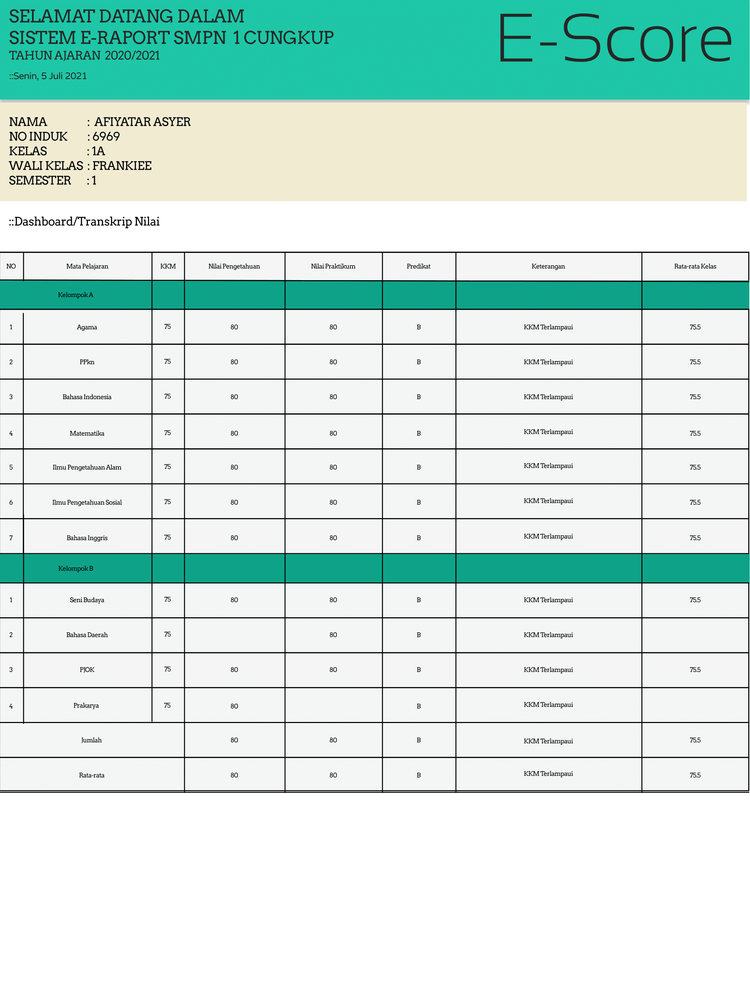 SELAMAT DATANG DALAM
SISTEM E-RAPORT SMPN 1 CUNGKUP
TAHUN AJARAN 2020/2021
::Senin, 5 Juli 2021
E-Score
NAMA : AFIYATAR ASYER
NO INDUK : 6969
KELAS : 1A
WALI KELAS : FRANKIEE
SEMESTER : 1
::Dashboard/Transkrip Nilai
NO Mata Pelajaran KKM Nilai Pengetahuan Nilai Praktikum Predikat Keterangan Rata-rata Kelas
Kelompok A
1 Agama 75 80 80 B KKM Terlampaui 75.5
2 PPkn 75 80 80 B KKM Terlampaui 75.5
3 Bahasa Indonesia 75 80 80 B KKM Terlampaui 75.5
4 Matematika 75 80 80 B KKM Terlampaui 75.5
5 Ilmu Pengetahuan Alam 75 80 80 B KKM Terlampaui 75.5
6 Ilmu Pengetahuan Sosial 75 80 80 B KKM Terlampaui 75.5
7 Bahasa Inggris 75 80 80 B KKM Terlampaui 75.5
Kelompok B
1 Seni Budaya 75 80 80 B KKM Terlampaui 75.5
2 Bahasa Daerah 75 80 B KKM Terlampaui
3 PJOK 75 80 80 B KKM Terlampaui 75.5
4 Prakarya 75 80 B KKM Terlampaui
Jumlah 80 80 B KKM Terlampaui 75.5
Rata-rata 80 80 B KKM Terlampaui 75.5